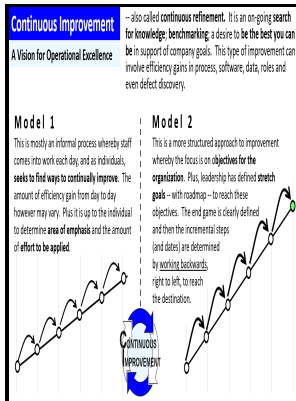 Continuous Improvement
A Vision for Operational Excellence
-- also called continuous refinement. It is an on-going search
for knowledge; benchmarking; a desire to be the best you can
be in support of company goals. This type of improvement can
involve efficiency gains in process, software, data, roles and
even defect discovery.
Model 1
This is mostly an informal process whereby staff
comes into work each day, and as individuals,
seeks to find ways to continually improve. The
amount of efficiency gain from day to day
however may vary. Plus it is up to the individual
to determine area of emphasis and the amount
of effort to be applied.
Model 2
This is a more structured approach to improvement
whereby the focus is on objectives for the
organization. Plus, leadership has defined stretch
goals -- with roadmap -- to reach these
objectives. The end game is clearly defined
and then the incremental steps
(and dates) are determined
by working backwards,
right to left, to reach
the destination.
CONTINUOUS
IMPROVEMENT